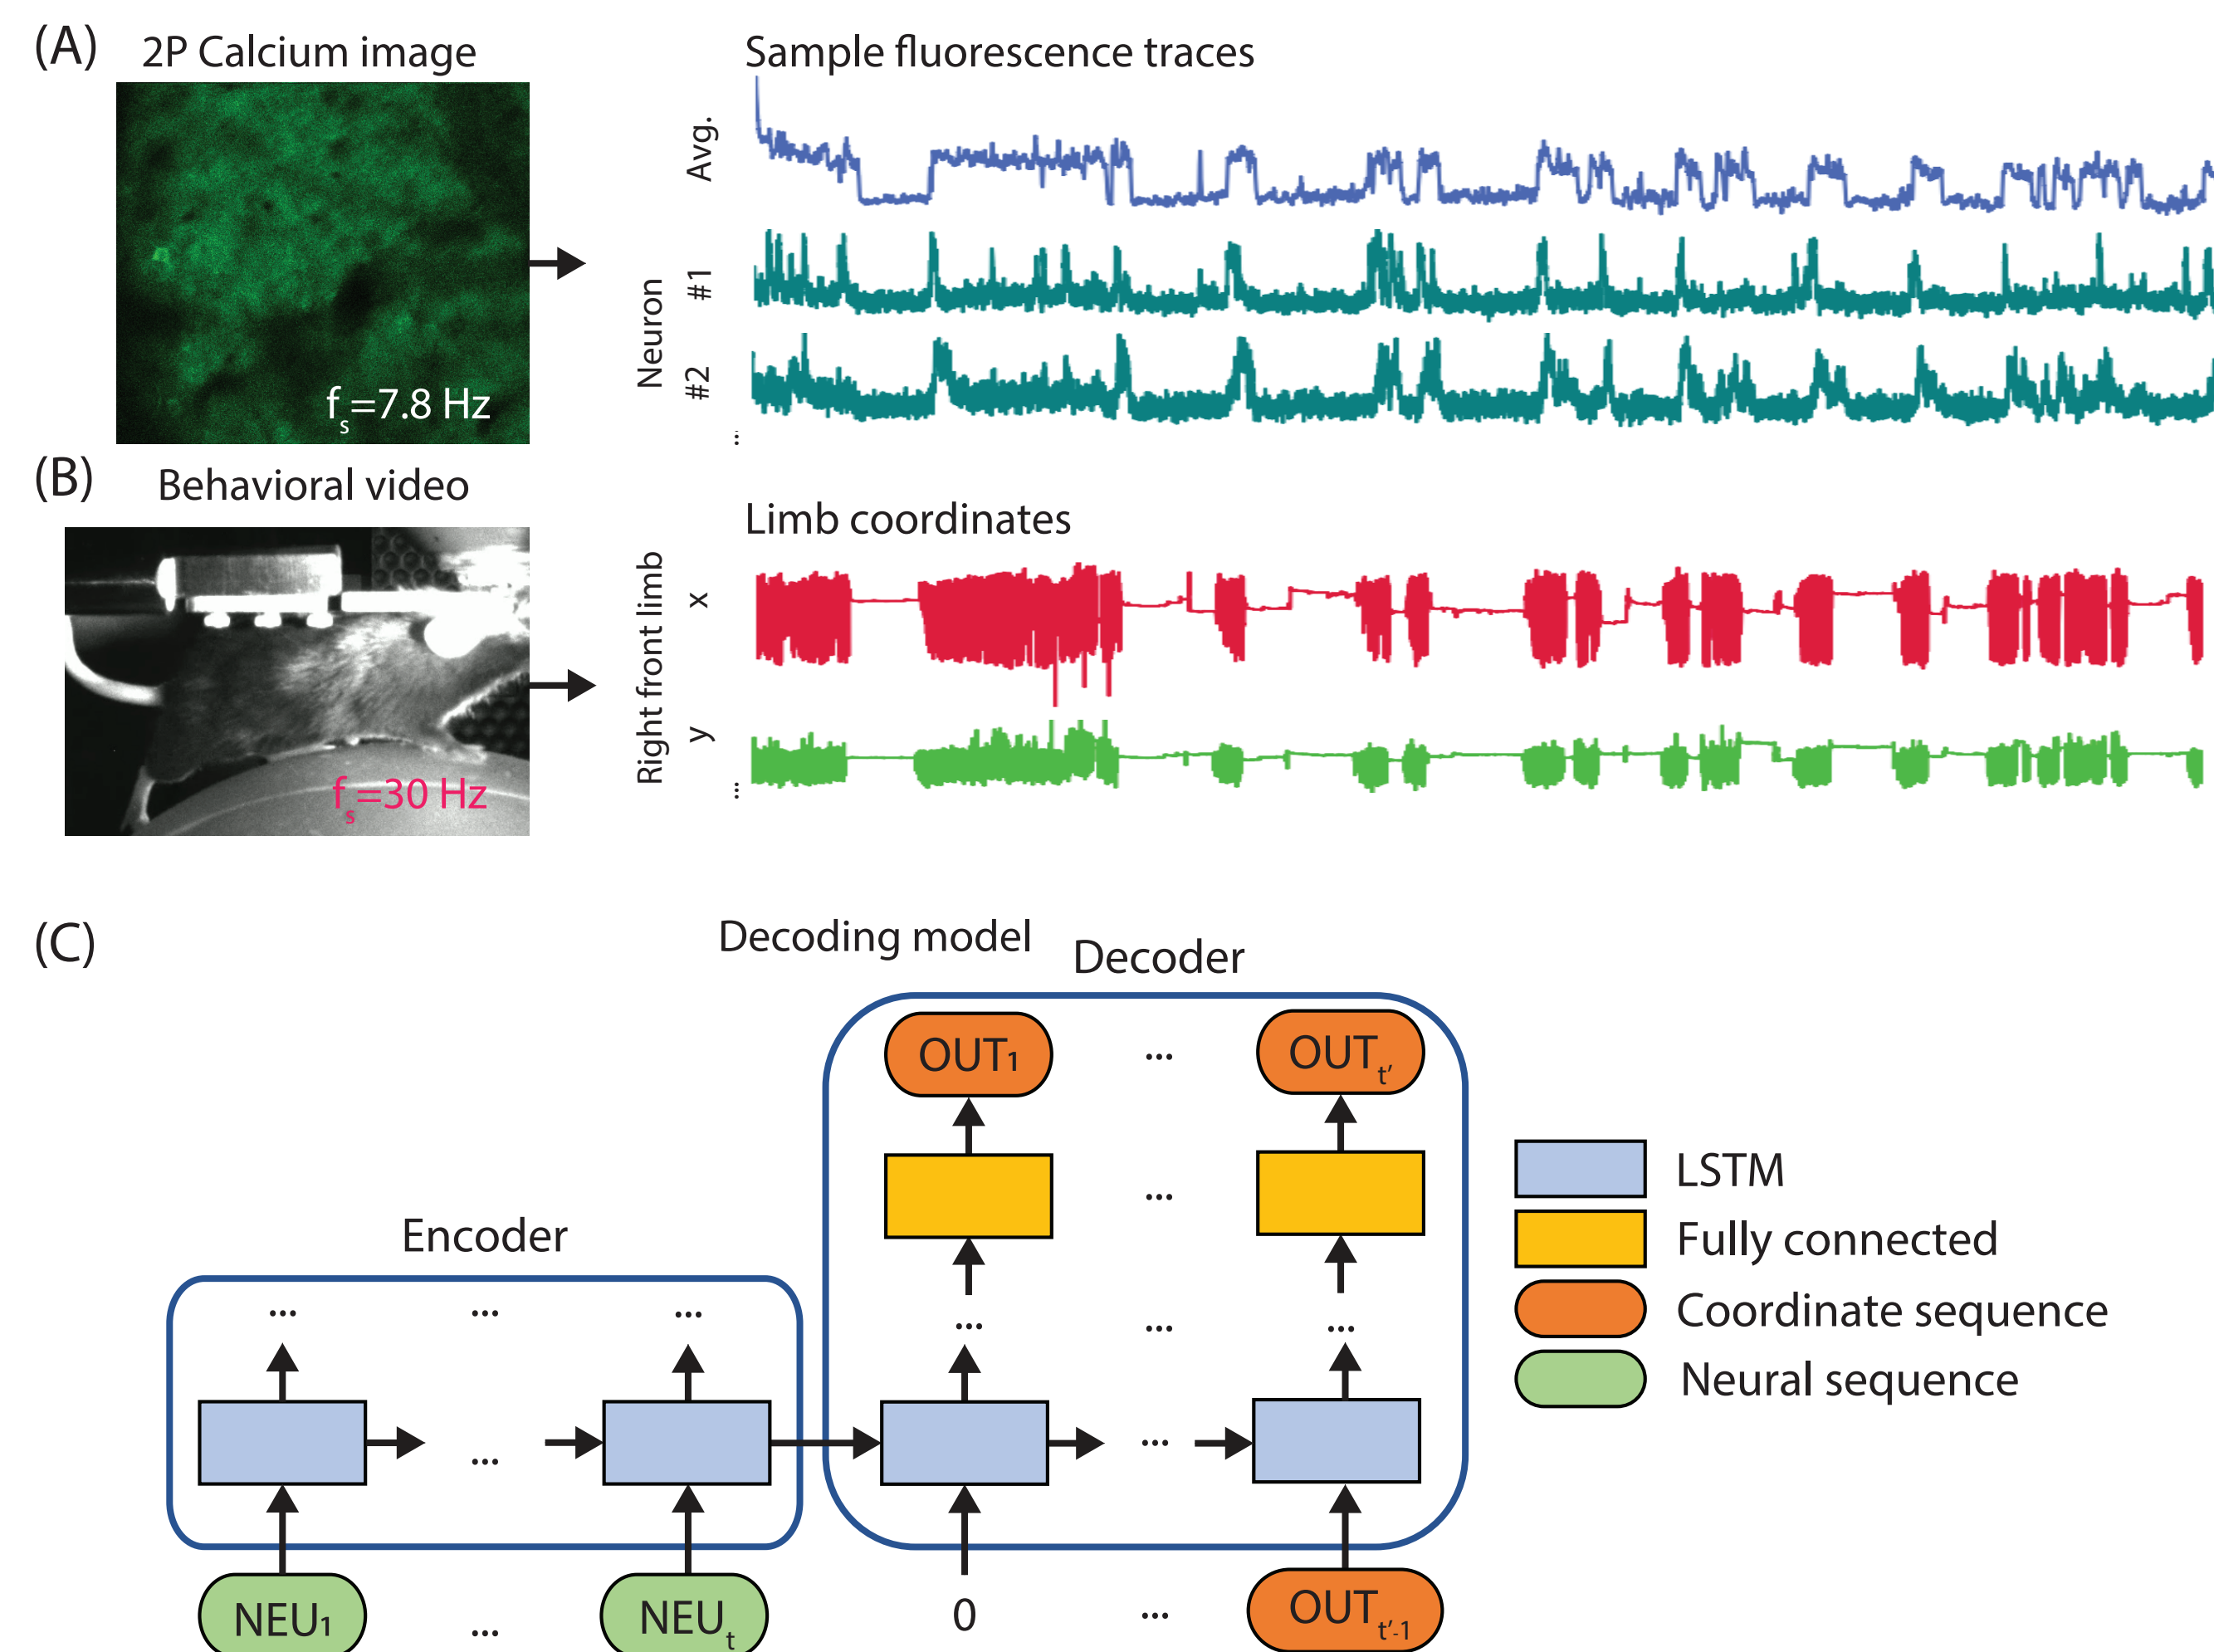 (A)
2P Calcium image
Sample fluorescence traces
Avg.
Neuron
#1
#2
...
fs=7.8 Hz
(B)
Behavioral video
Limb coordinates
Right front limb
x
y
...
fs=30 Hz
(C)
Decoding model
Decoder
OUT1
...
OUTt'
...
Encoder
... ... ...
... ... ...
...
...
NEU1
...
NEUt
0
...
OUTt'-1
LSTM
Fully connected
Coordinate sequence
Neural sequence